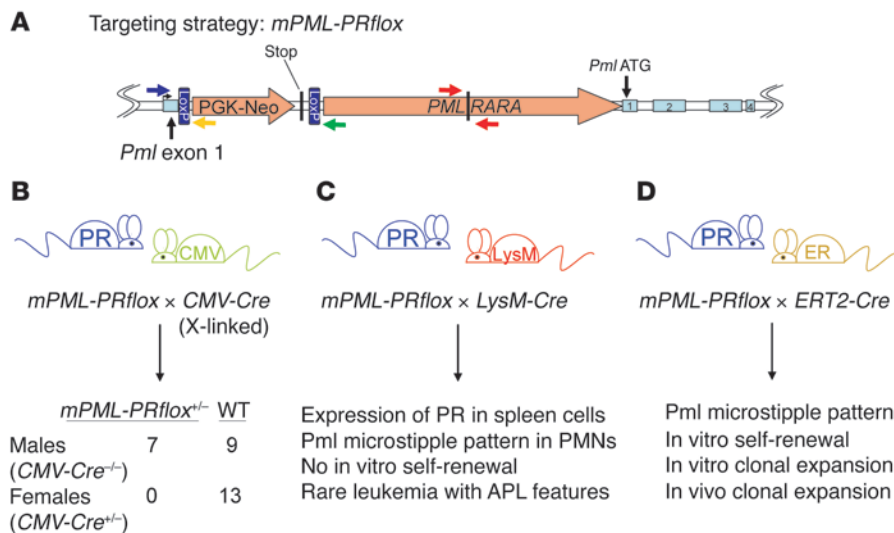 A Targeting strategy: mPML-PRflox
Stop
Pml ATG
LOXP PGK-Neo LOXP PML RARA 1 2 3 4
Pml exon 1
B C D
PR CMV PR LysM PR ER
mPML-PRflox × CMV-Cre
(X-linked)
mPML-PRflox × LysM-Cre
mPML-PRflox × ERT2-Cre
mPML-PRflox+/– WT
Males 7 9
(CMV-Cre–/–)
Females 0 13
(CMV-Cre+/–)
Expression of PR in spleen cells
Pml microstipple pattern in PMNs
No in vitro self-renewal
Rare leukemia with APL features
Pml microstipple pattern
In vitro self-renewal
In vitro clonal expansion
In vivo clonal expansion